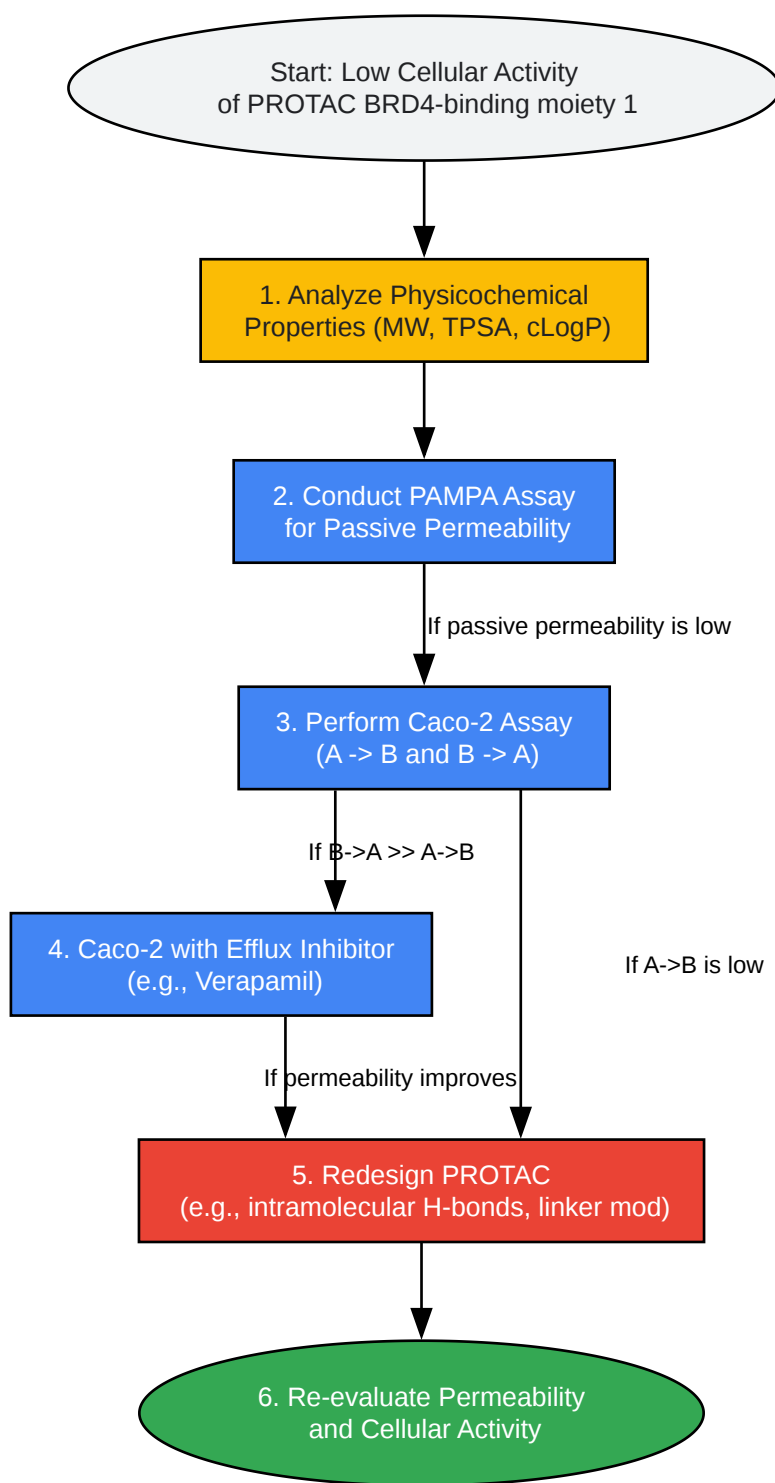 Start: Low Cellular Activity
of PROTAC BRD4-binding moiety 1
1. Analyze Physicochemical
Properties (MW, TPSA, cLogP)
2. Conduct PAMPA Assay
for Passive Permeability
If passive permeability is low
3. Perform Caco-2 Assay
(A -> B and B -> A)
If B->A >> A->B
4. Caco-2 with Efflux Inhibitor
(e.g., Verapamil)
If A->B is low
If permeability improves
5. Redesign PROTAC
(e.g., intramolecular H-bonds, linker mod)
6. Re-evaluate Permeability
and Cellular Activity